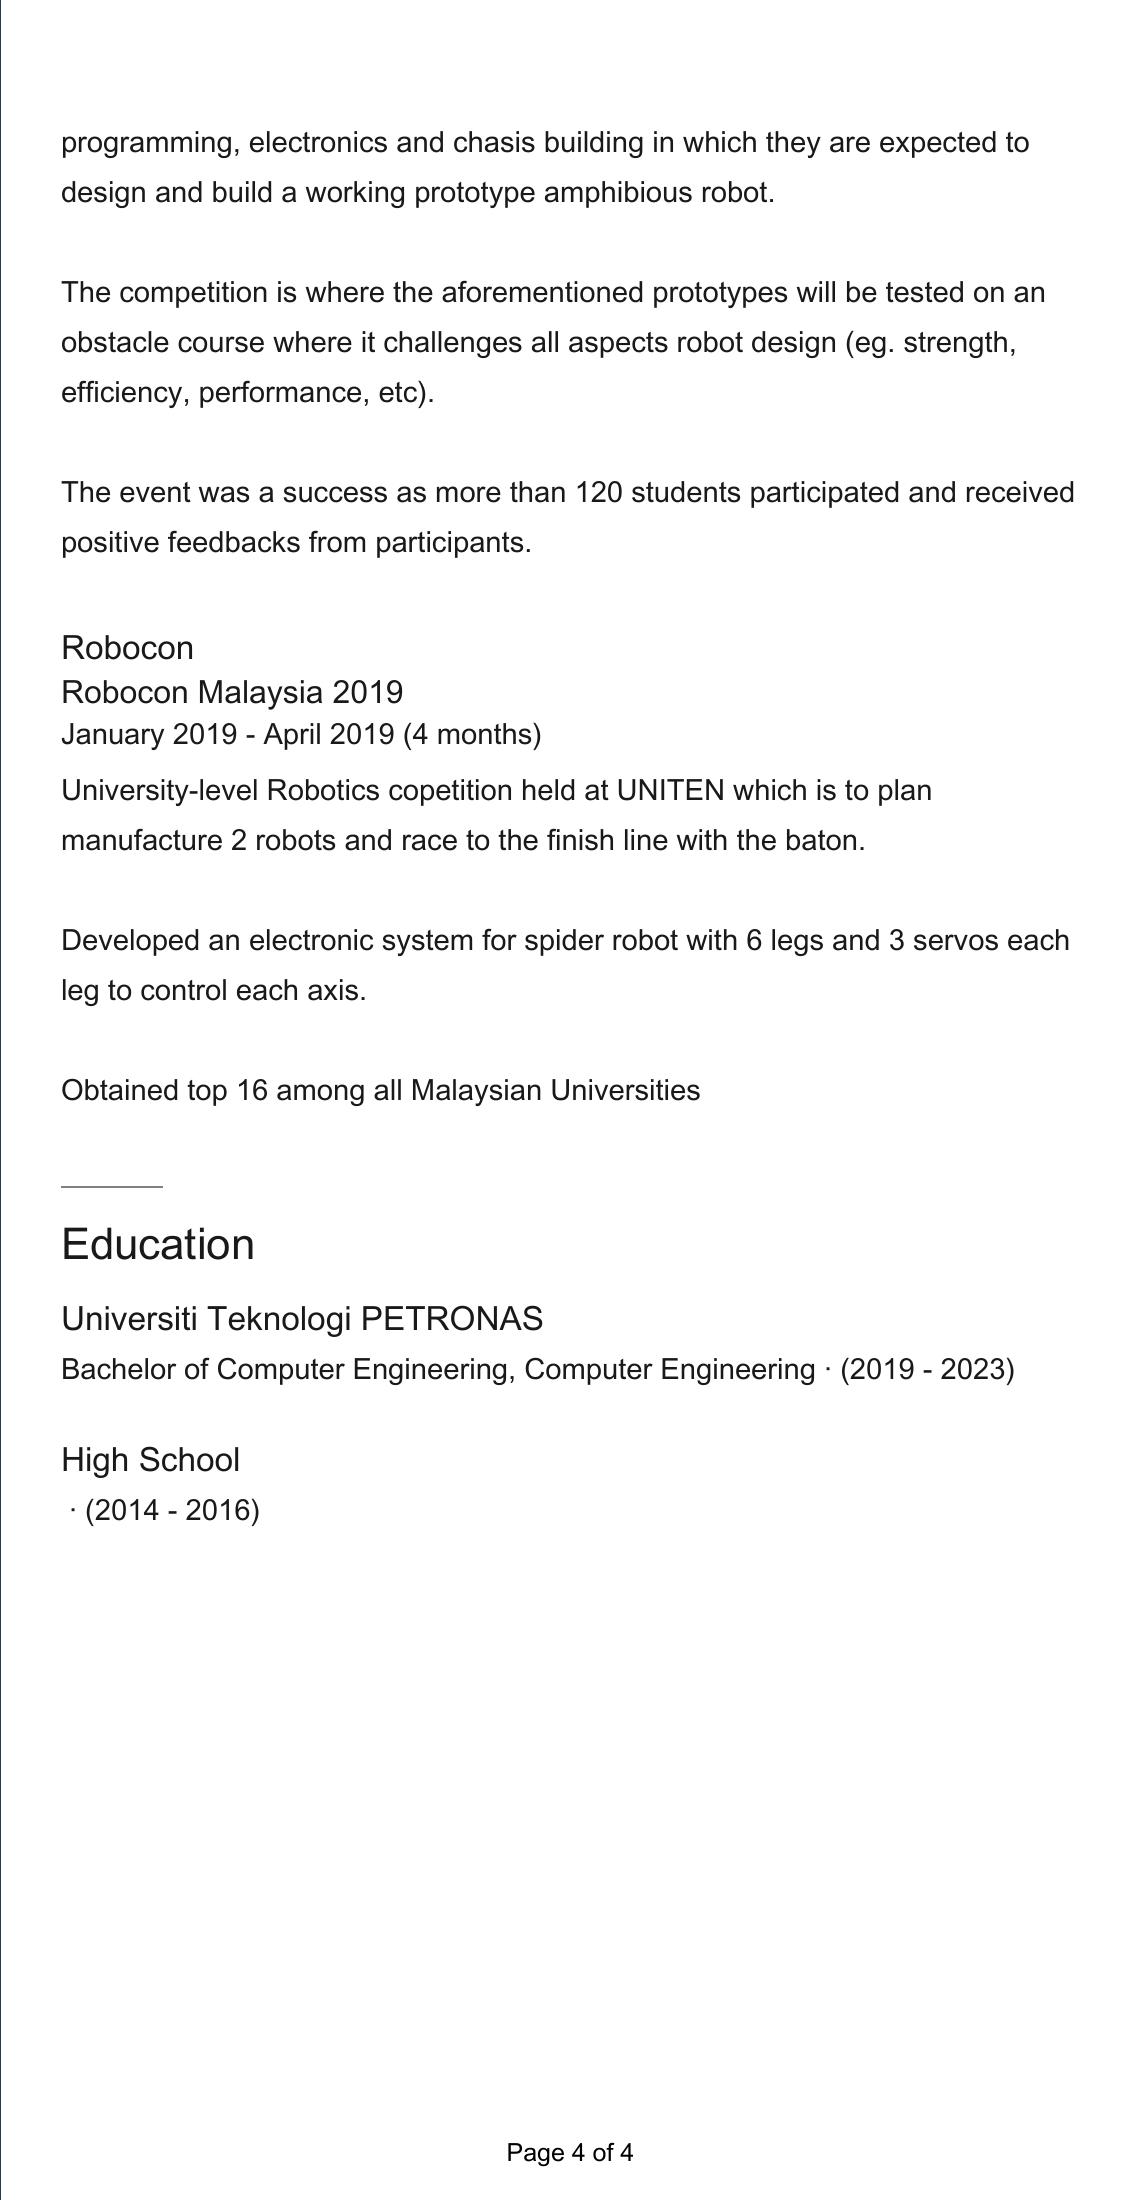 programming, electronics and chasis building in which they are expected to
design and build a working prototype amphibious robot.
The competition is where the aforementioned prototypes will be tested on an
obstacle course where it challenges all aspects robot design (eg. strength,
efficiency, performance, etc).
The event was a success as more than 120 students participated and received
positive feedbacks from participants.
Robocon
Robocon Malaysia 2019
January 2019 - April 2019 (4 months)
University-level Robotics copetition held at UNITEN which is to plan
manufacture 2 robots and race to the finish line with the baton.
Developed an electronic system for spider robot with 6 legs and 3 servos each
leg to control each axis.
Obtained top 16 among all Malaysian Universities
Education
Universiti Teknologi PETRONAS
Bachelor of Computer Engineering, Computer Engineering · (2019 - 2023)
High School
· (2014 - 2016)
Page 4 of 4